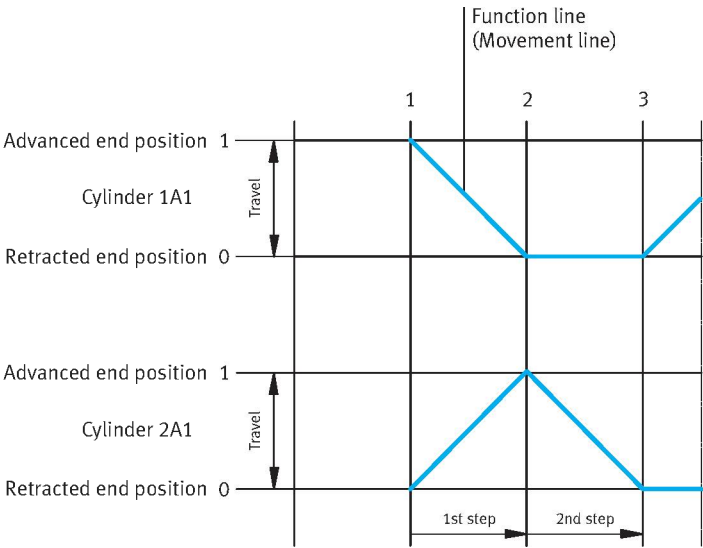 Function line
(Movement line)
1 2 3
Advanced end position 1
Cylinder 1A1
Travel
Retracted end position 0
Advanced end position 1
Cylinder 2A1
Travel
Retracted end position 0
1st step 2nd step